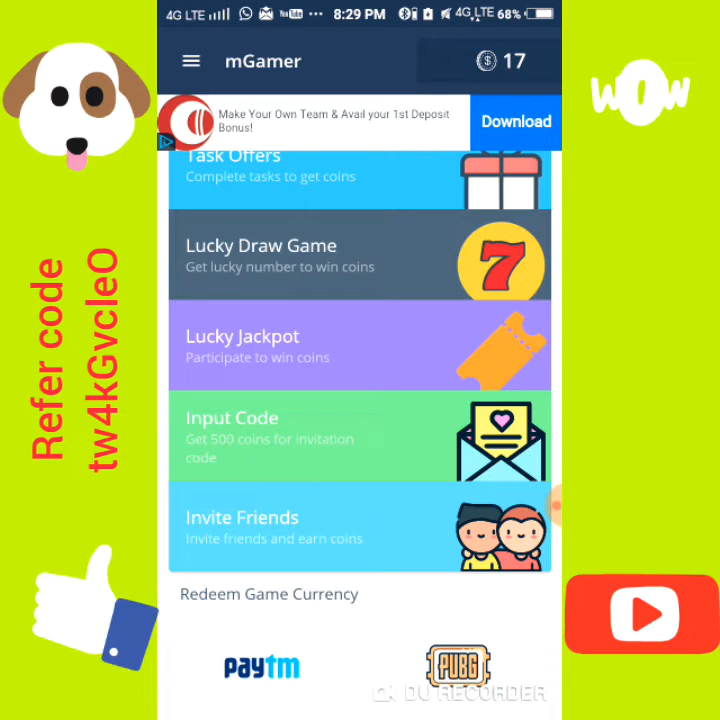 4G LTE
YouTube
8:29 PM
4G LTE 68%
mGamer
17
Make Your Own Team & Avail your 1st Deposit
Bonus!
Download
Task Offers
Complete tasks to get coins
Lucky Draw Game
Get lucky number to win coins
7
Lucky Jackpot
Participate to win coins
Input Code
Get 500 coins for invitation
code
Invite Friends
Invite friends and earn coins
Redeem Game Currency
paytm
PUBG
DU RECORDER
Refer code
tw4kGvcleO
WOW